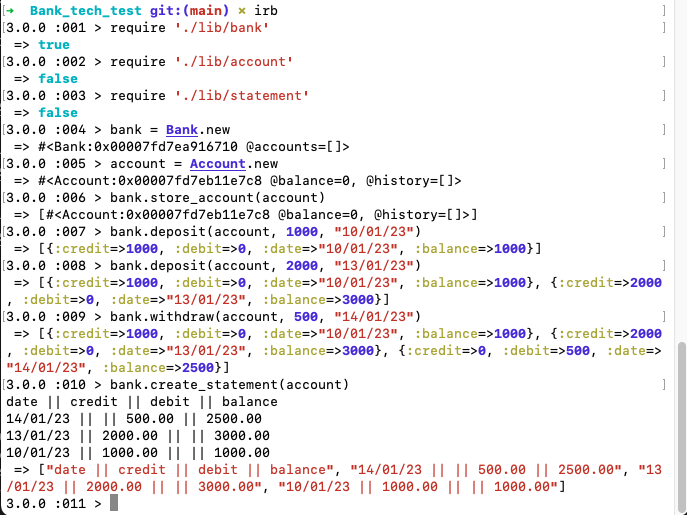 → Bank_tech_test git:(main) × irb ]
[3.0.0 :001 > require './lib/bank' ]
 => true
[3.0.0 :002 > require './lib/account' ]
 => false
[3.0.0 :003 > require './lib/statement' ]
 => false
[3.0.0 :004 > bank = Bank.new ]
 => #<Bank:0x00007fd7ea916710 @accounts=[]>
[3.0.0 :005 > account = Account.new ]
 => #<Account:0x00007fd7eb11e7c8 @balance=0, @history=[]>
[3.0.0 :006 > bank.store_account(account) ]
 => [#<Account:0x00007fd7eb11e7c8 @balance=0, @history=[]>]
[3.0.0 :007 > bank.deposit(account, 1000, "10/01/23") ]
 => [{:credit=>1000, :debit=>0, :date=>"10/01/23", :balance=>1000}]
[3.0.0 :008 > bank.deposit(account, 2000, "13/01/23") ]
 => [{:credit=>1000, :debit=>0, :date=>"10/01/23", :balance=>1000}, {:credit=>2000
, :debit=>0, :date=>"13/01/23", :balance=>3000}]
[3.0.0 :009 > bank.withdraw(account, 500, "14/01/23") ]
 => [{:credit=>1000, :debit=>0, :date=>"10/01/23", :balance=>1000}, {:credit=>2000
, :debit=>0, :date=>"13/01/23", :balance=>3000}, {:credit=>0, :debit=>500, :date=>
"14/01/23", :balance=>2500}]
[3.0.0 :010 > bank.create_statement(account) ]
date || credit || debit || balance
14/01/23 || || 500.00 || 2500.00
13/01/23 || 2000.00 || || 3000.00
10/01/23 || 1000.00 || || 1000.00
 => ["date || credit || debit || balance", "14/01/23 || || 500.00 || 2500.00", "13
/01/23 || 2000.00 || || 3000.00", "10/01/23 || 1000.00 || || 1000.00"]
3.0.0 :011 >